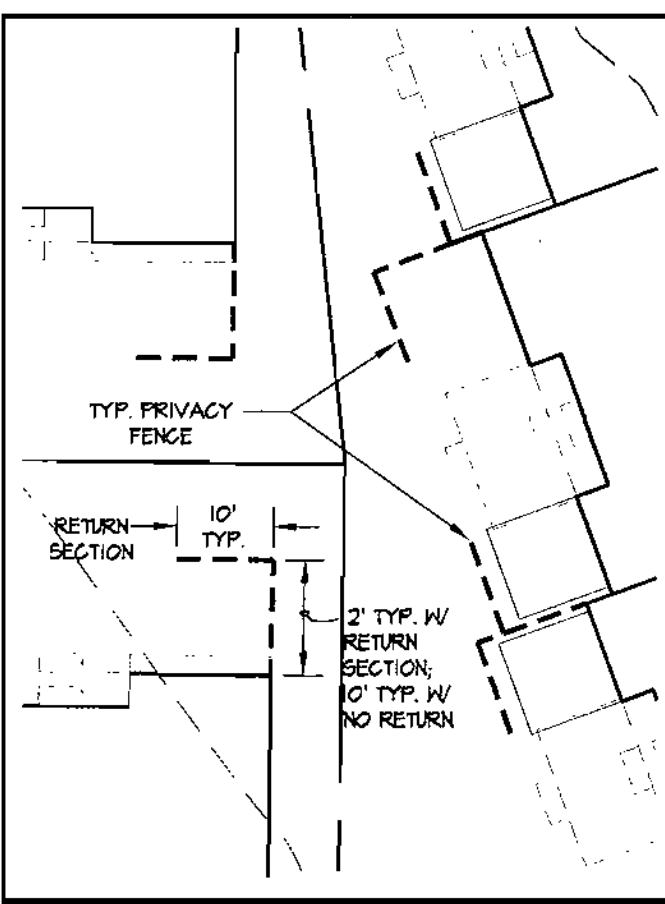 TYP. PRIVACY
FENCE
RETURN
SECTION
10'
TYP.
2' TYP. W/
RETURN
SECTION;
10' TYP. W/
NO RETURN